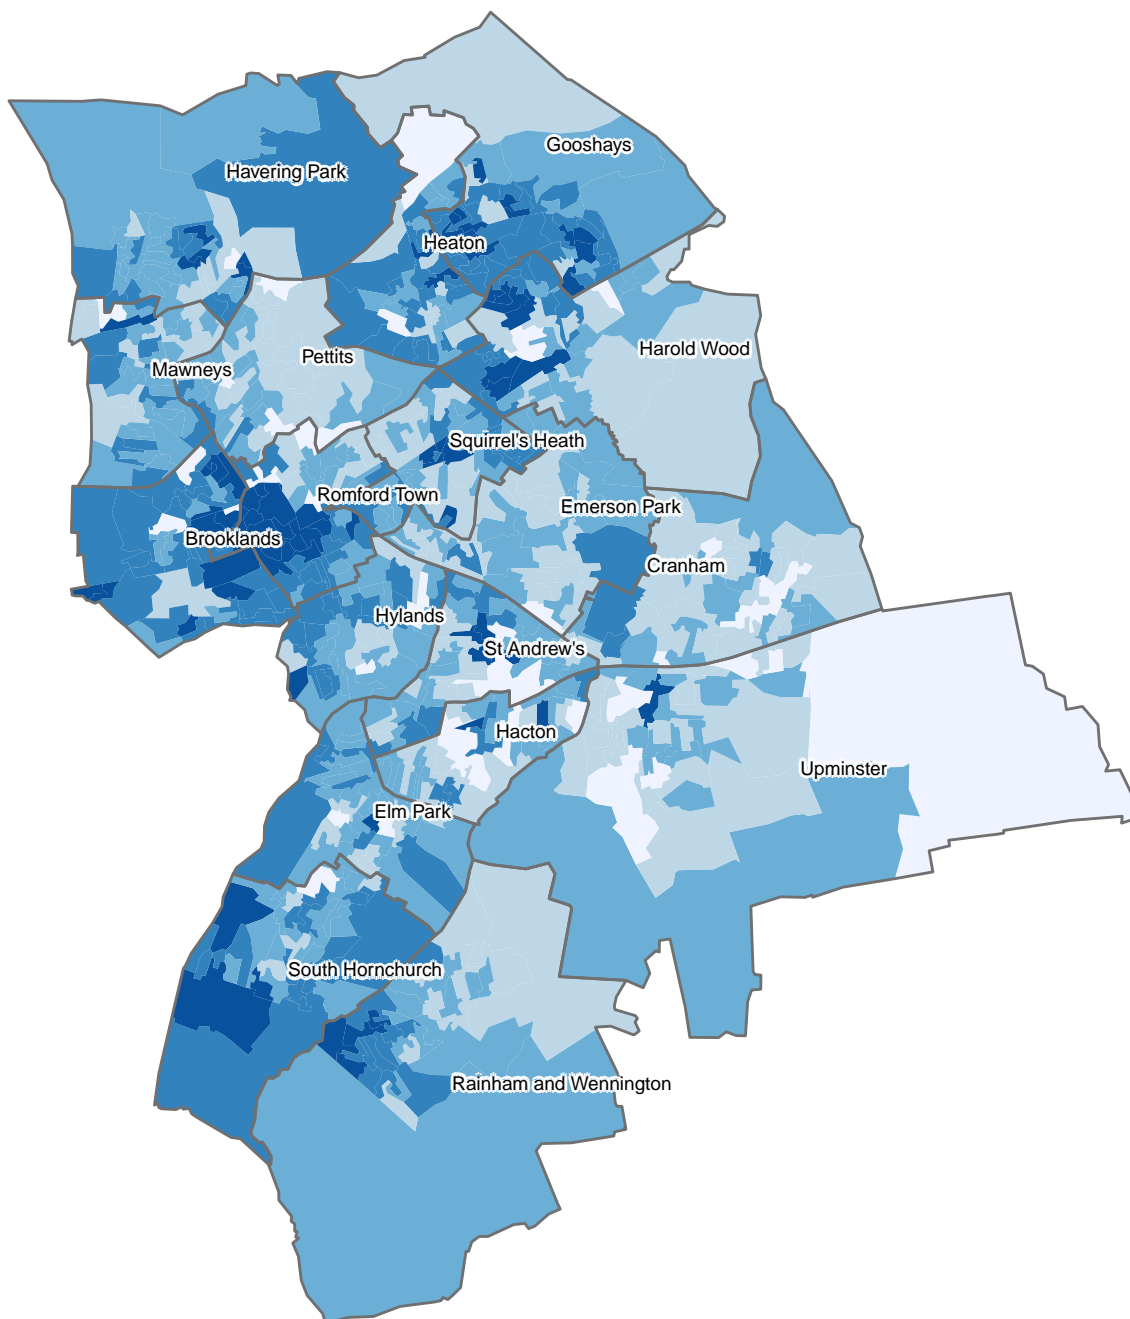 Gooshays
Havering Park
Heaton
Harold Wood
Pettits
Mawneys
Squirrel's Heath
Romford Town
Emerson Park
Brooklands
Cranham
Hylands
St Andrew's
Hacton
Upminster
Elm Park
South Hornchurch
Rainham and Wennington